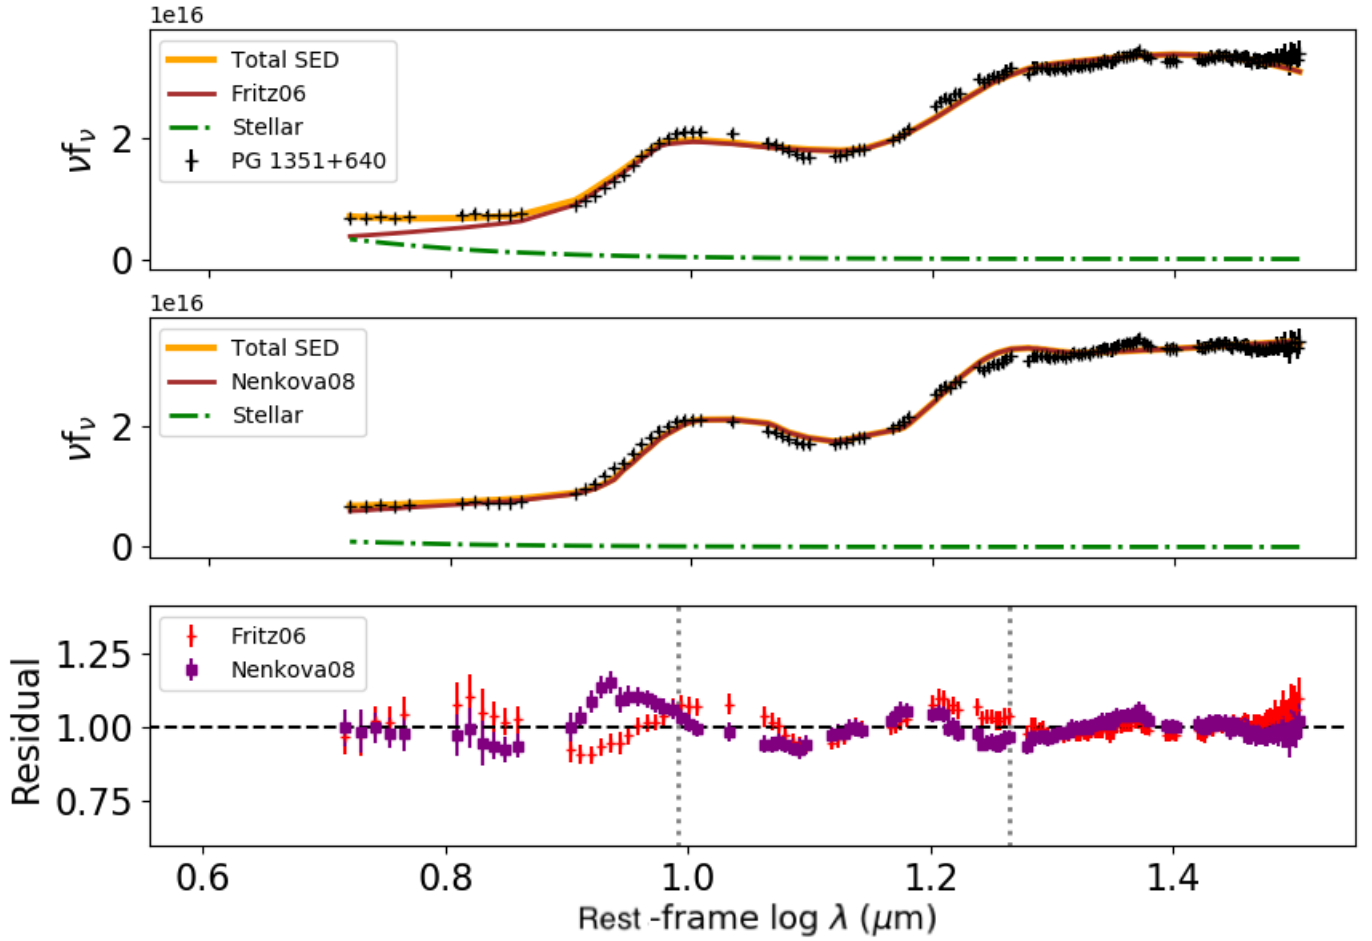 1e16
Total SED
Fritz06
Stellar
PG 1351+640
νfν
2
0
1e16
Total SED
Nenkova08
Stellar
νfν
2
0
Fritz06
Nenkova08
Residual
1.25
1.00
0.75
0.6 0.8 1.0 1.2 1.4
Rest -frame log λ (μm)